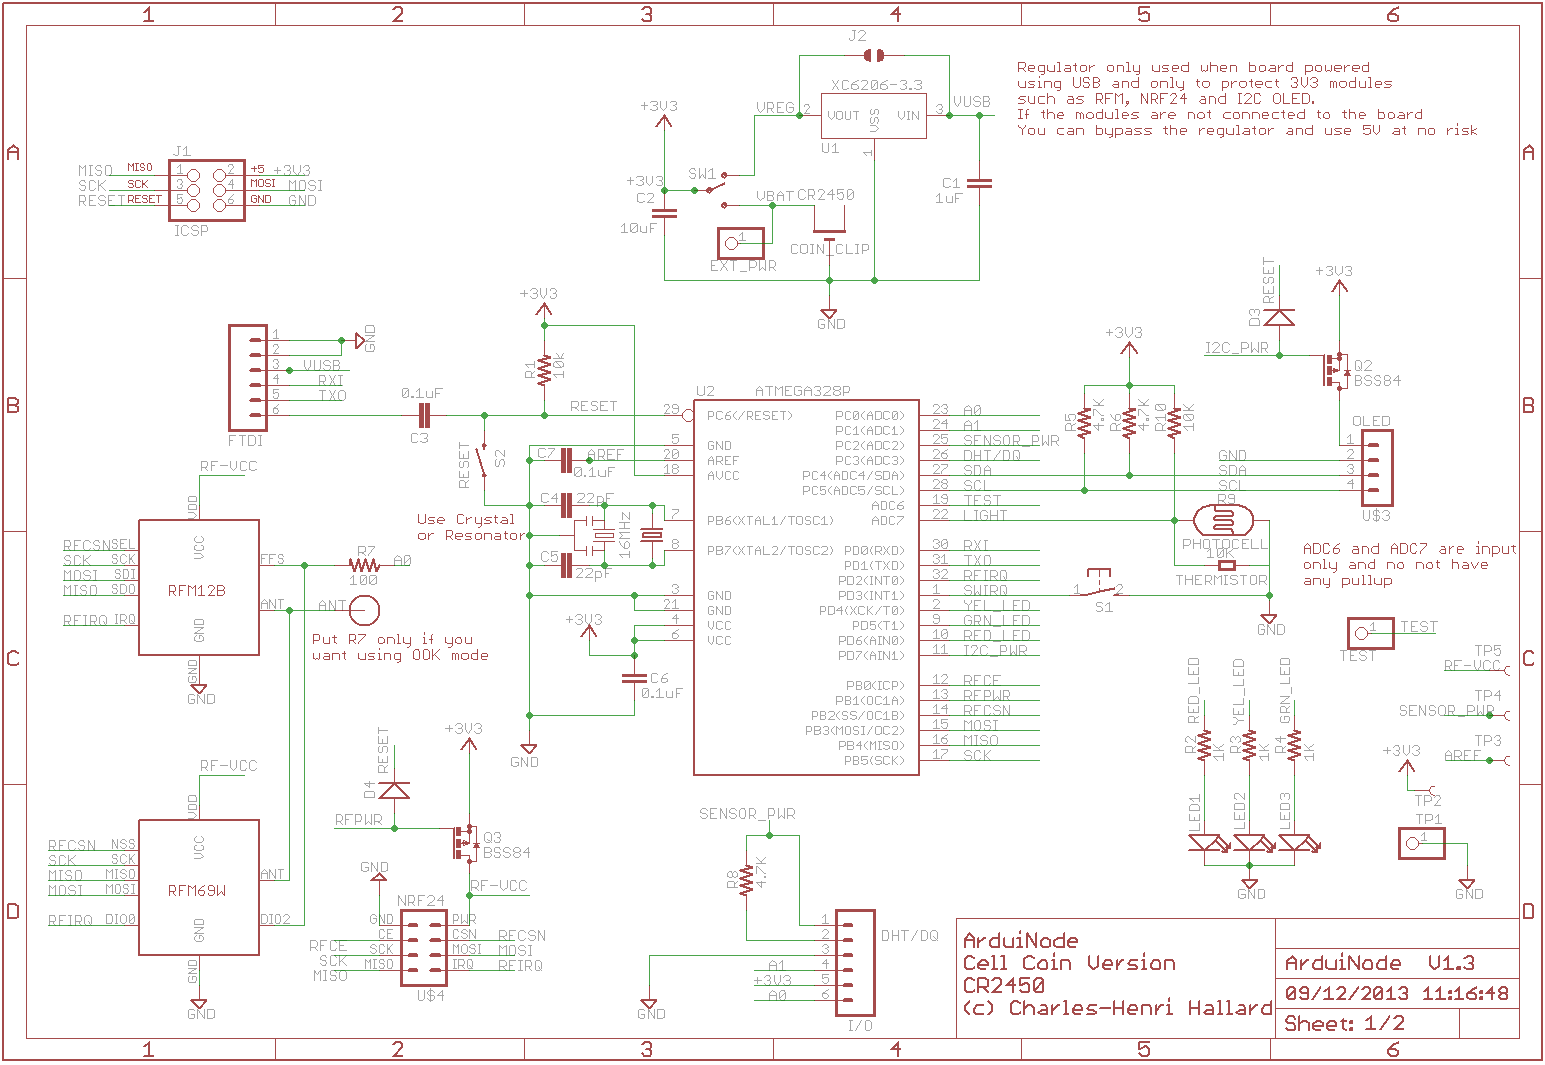 1 2 3 4 5 6
A
B
C
D
A
B
C
D
1 2 3 4 5 6
J2
XC6206-3.3
VREG 2 VOUT VSS VIN 3 VUSB
U1
1
+3V3
+3V3
C2
10uF
SW1
VBAT CR2450
1
EXT_PWR
COIN_CLIP
C1
1uF
GND
Regulator only used when board powered
using USB and only to protect 3V3 modules
such as RFM, NRF24 and I2C OLED.
If the modules are not connected to the board
You can bypass the regulator and use 5V at no risk
J1
MISO MISO 1 2 +5 +3V3
SCK SCK 3 4 MOSI MOSI
RESET RESET 5 6 GND GND
ICSP
1 GND
2
3 VUSB
4 RXI
5 TXO
6
FTDI
0.1uF
C3
+3V3
R1
10K
RESET
RESET
S2
C7 AREF
0.1uF
C4 22pF
16MHz
C5
22pF
Use Crystal
or Resonator
+3V3
C6
0.1uF
GND
U2 ATMEGA328P
29 PC6(/RESET)
5 GND
20 AREF
18 AVCC
7 PB6(XTAL1/TOSC1)
8 PB7(XTAL2/TOSC2)
3 GND
21 GND
4 VCC
6 VCC
PC0(ADC0) 23 A0
PC1(ADC1) 24 A1
PC2(ADC2) 25 SENSOR_PWR
PC3(ADC3) 26 DHT/DQ
PC4(ADC4/SDA) 27 SDA
PC5(ADC5/SCL) 28 SCL
ADC6 19 TEST
ADC7 22 LIGHT
PD0(RXD) 30 RXI
PD1(TXD) 31 TXO
PD2(INT0) 32 RFIRQ
PD3(INT1) 1 SWIRQ
PD4(XCK/T0) 2 YEL_LED
PD5(T1) 9 GRN_LED
PD6(AIN0) 10 RED_LED
PD7(AIN1) 11 I2C_PWR
PB0(ICP) 12 RFCE
PB1(OC1A) 13 RFPWR
PB2(SS/OC1B) 14 RFCSN
PB3(MOSI/OC2) 15 MOSI
PB4(MISO) 16 MISO
PB5(SCK) 17 SCK
+3V3
R5
4.7K
R6
4.7K
R10
10K
R9
PHOTOCELL
10K
THERMISTOR
1 2
S1
GND
RESET
D3
I2C_PWR
+3V3
Q2
BSS84
OLED
1
GND 2
SDA 3
SCL 4
U$3
ADC6 and ADC7 are input
only and no not have
any pullup
1 TEST
TEST
TP5
RF-VCC
TP4
SENSOR_PWR
TP3
AREF
+3V3
TP2
TP1
1
GND
RED_LED
YEL_LED
GRN_LED
R2
1K
R3
1K
R4
1K
LED1
LED2
LED3
GND
RF-VCC
VDD
VCC
RFCSN SEL
SCK SCK
MOSI SDI
MISO SDO
RFIRQ IRQ
RFM12B
FFS
ANT
GND
GND
GND
R7
100
A0
ANT
Put R7 only if you
want using OOK mode
RF-VCC
VDD
VCC
RFCSN NSS
SCK SCK
MISO MISO
MOSI MOSI
RFIRQ DIO0
RFM69W
ANT
DIO2
GND
GND
GND
RESET
D4
RFPWR
+3V3
Q3
BSS84
RF-VCC
GND
NRF24
GND PWR
RFCE CE CSN RFCSN
SCK SCK MOSI MOSI
MISO MISO IRQ RFIRQ
U$4
SENSOR_PWR
R8
4.7K
1
2
3
A1 4
+3V3 5
A0 6
DHT/DQ
I/O
GND
ArduiNode
Cell Coin Version
CR2450
(c) Charles-Henri Hallard
ArduiNode V1.3
09/12/2013 11:16:48
Sheet: 1/2